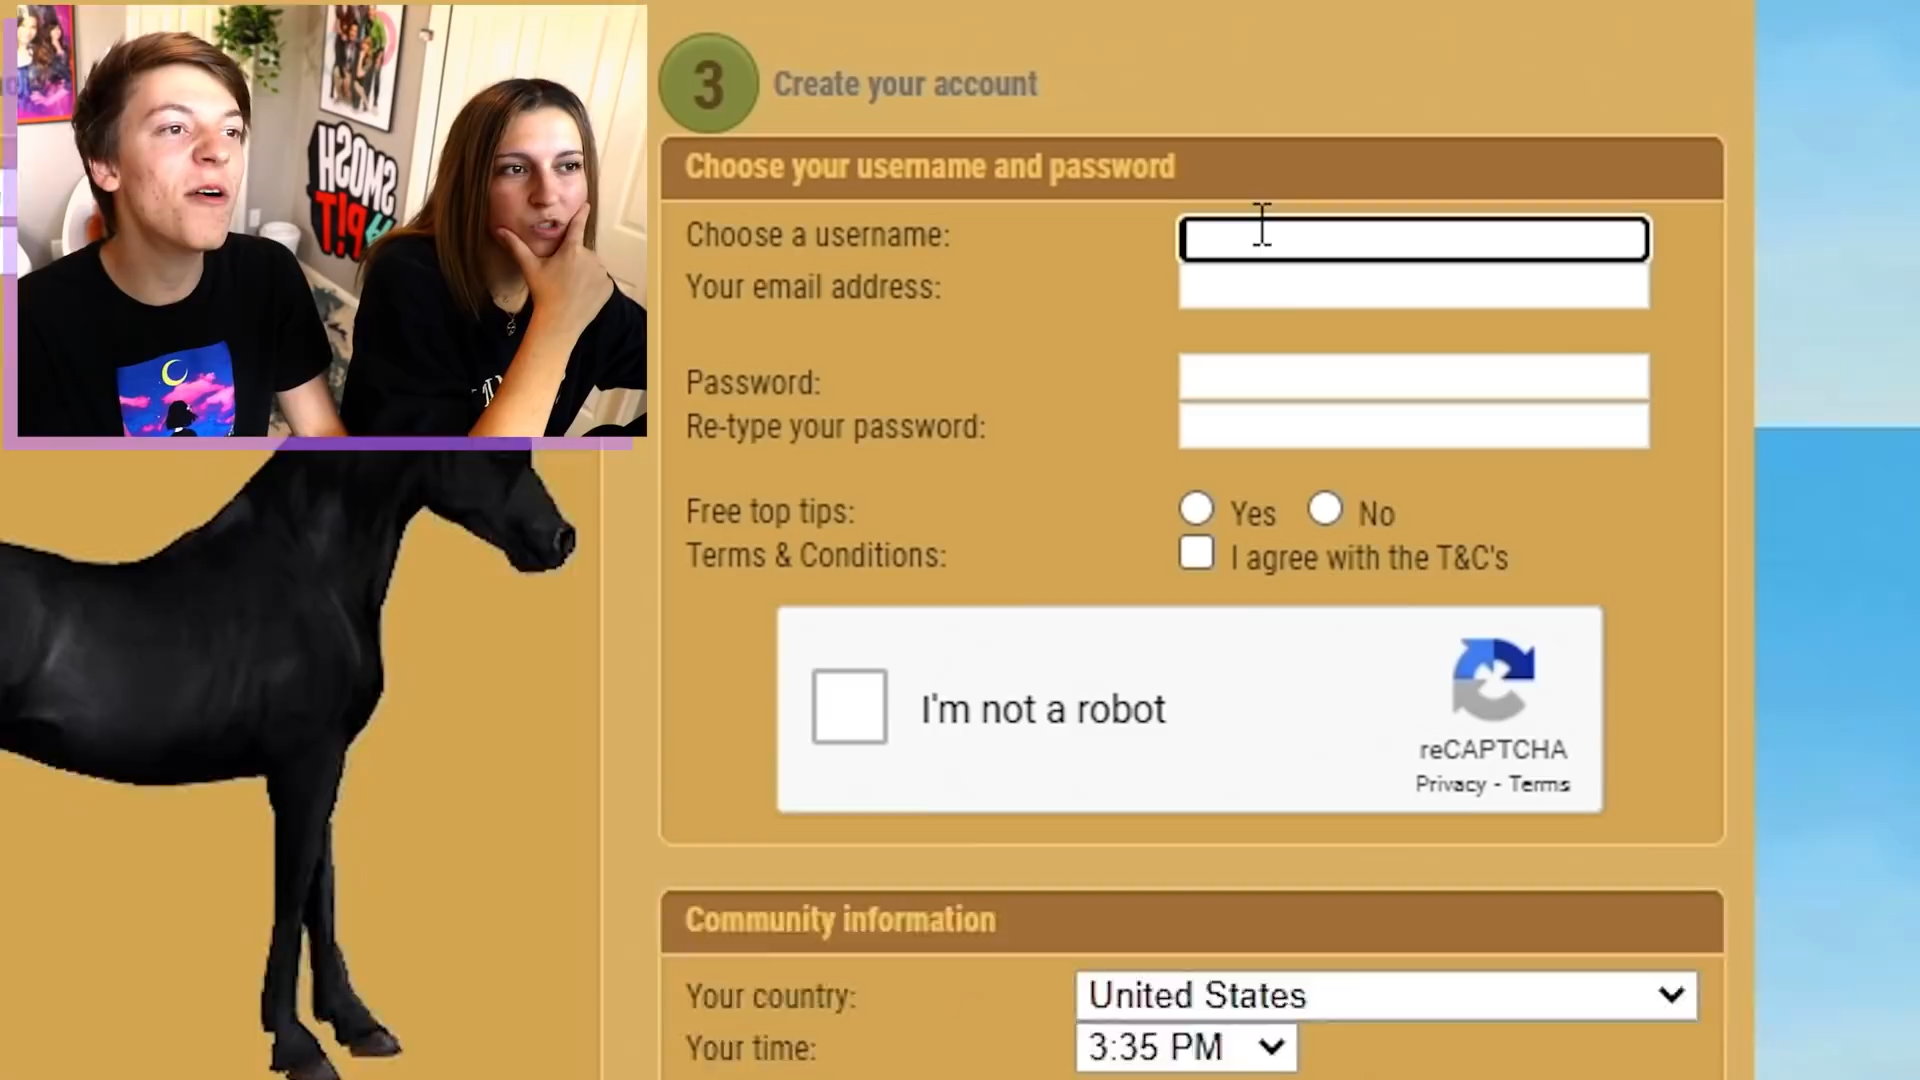 3
Create your account
Choose your username and password
Choose a username:
Your email address:
Password:
Re-type your password:
Free top tips:
Yes
No
Terms & Conditions:
I agree with the T&C's
I'm not a robot
reCAPTCHA
Privacy - Terms
Community information
Your country:
United States
Your time:
3:35 PM
SMOSH
PIT